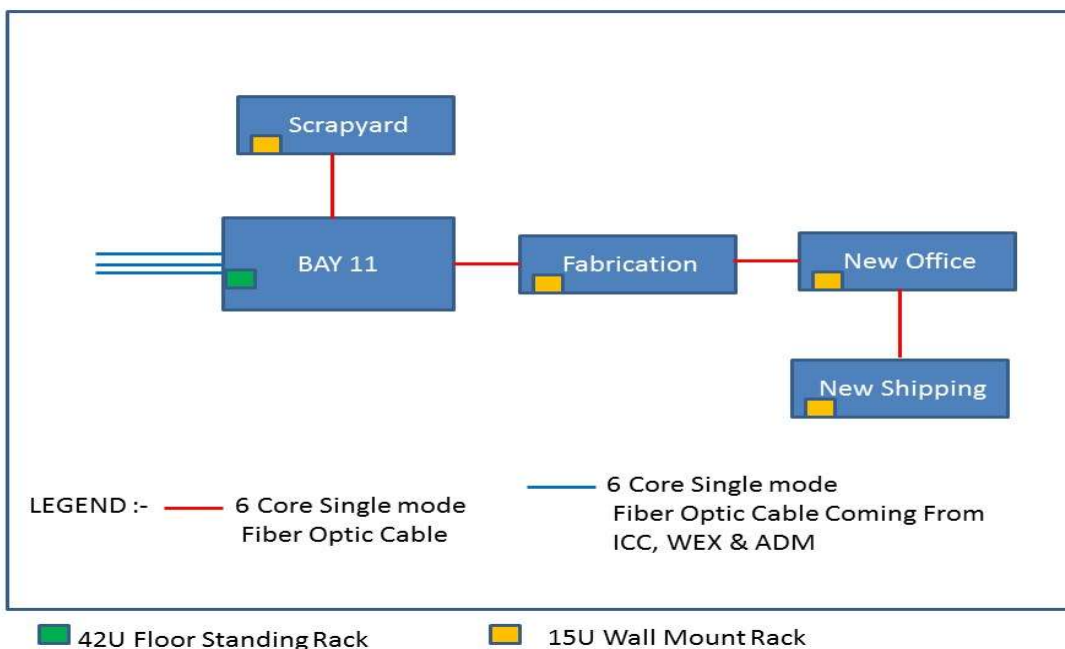 Scrapyard
BAY 11
Fabrication
New Office
New Shipping
LEGEND :-
6 Core Single mode
Fiber Optic Cable
6 Core Single mode
Fiber Optic Cable Coming From
ICC, WEX & ADM
42U Floor Standing Rack
15U Wall Mount Rack